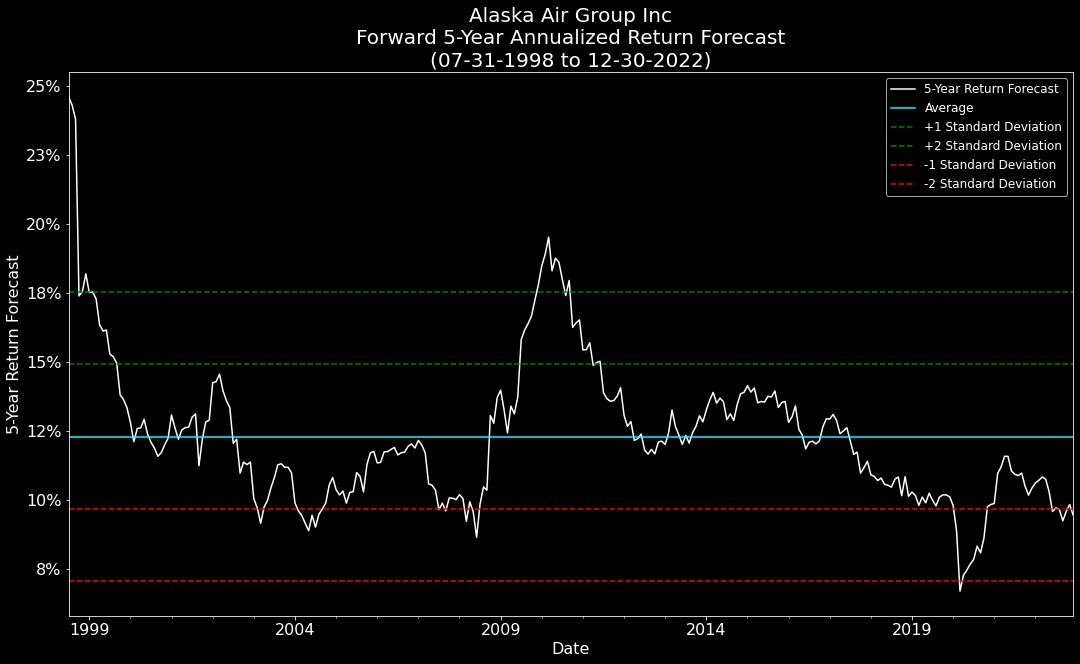 Alaska Air Group Inc
Forward 5-Year Annualized Return Forecast
(07-31-1998 to 12-30-2022)
5-Year Return Forecast
Average
+1 Standard Deviation
+2 Standard Deviation
-1 Standard Deviation
-2 Standard Deviation
25%
23%
20%
18%
15%
12%
10%
8%
5-Year Return Forecast
1999
2004
2009
2014
2019
Date